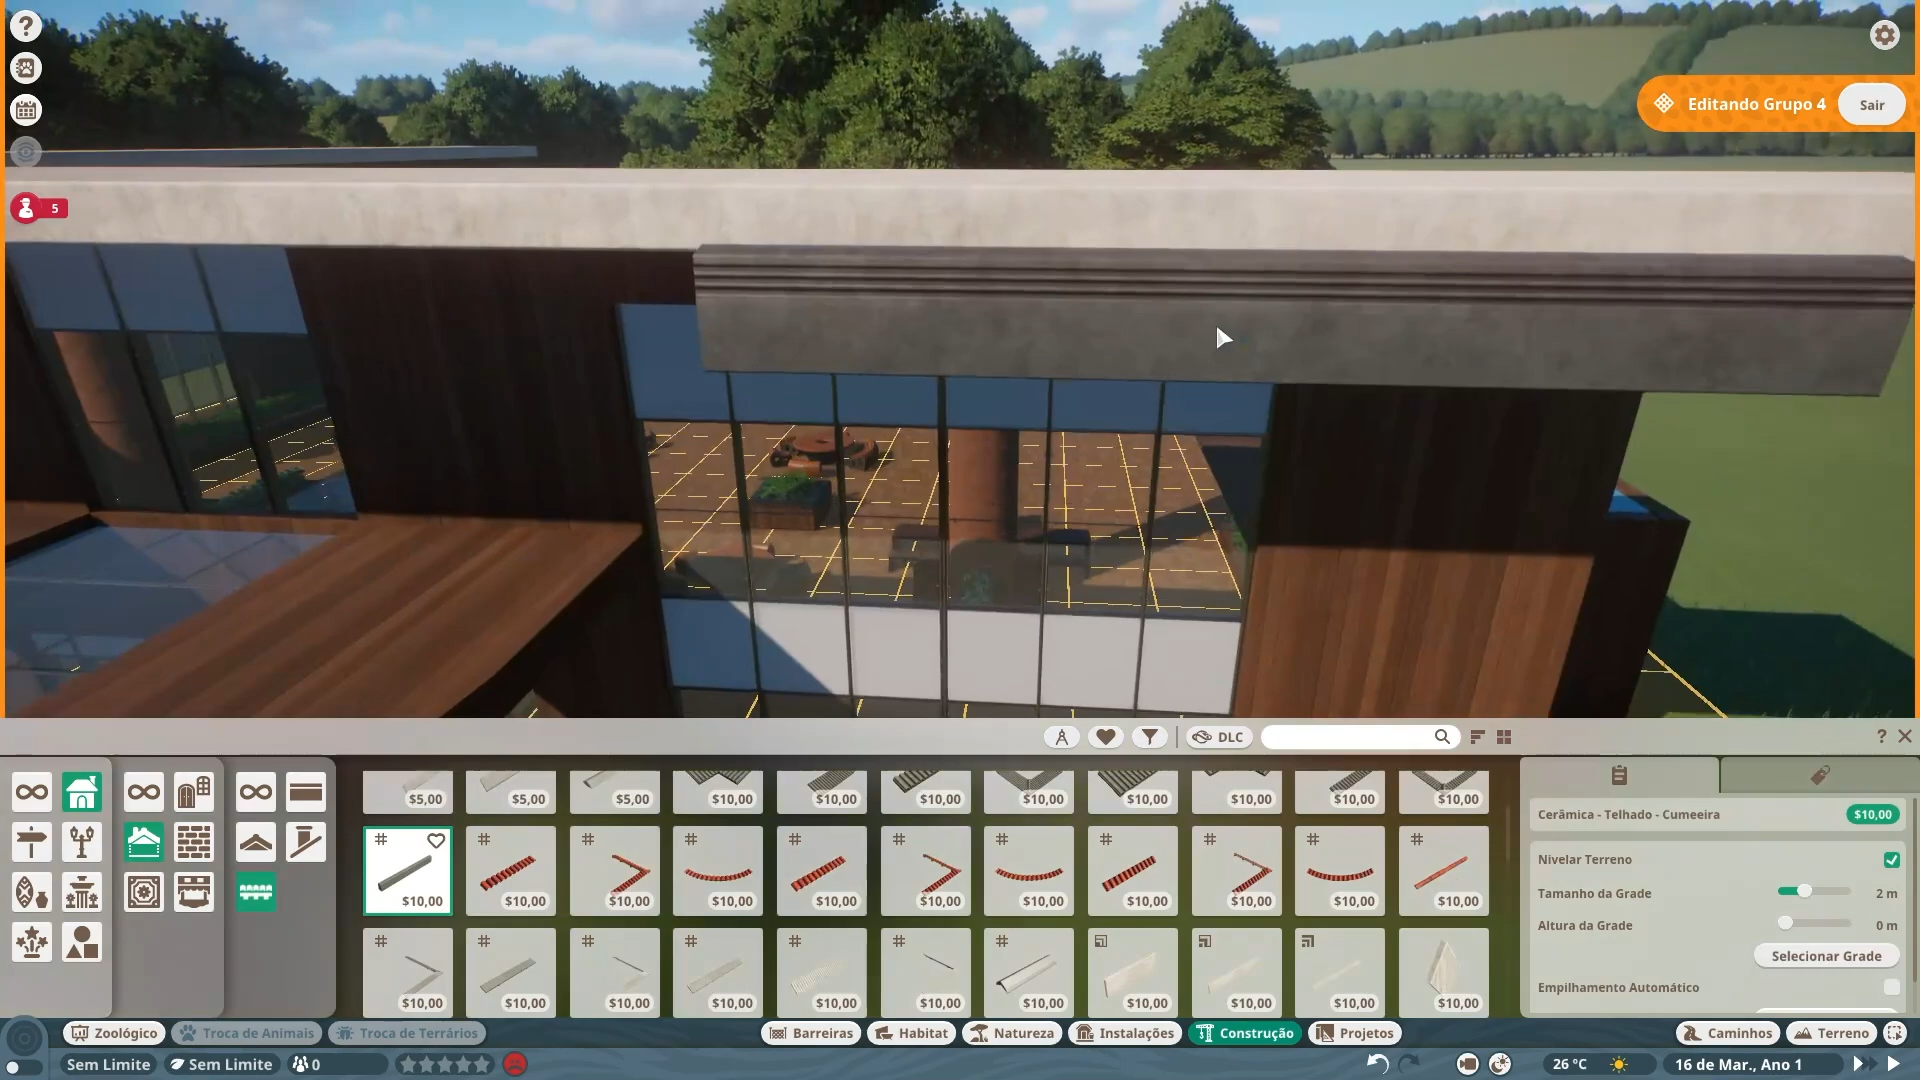 Editando Grupo 4
Sair
5
DLC
$5,00 $5,00 $5,00 $10,00 $10,00 $10,00 $10,00 $10,00 $10,00 $10,00 $10,00
$10,00 $10,00 $10,00 $10,00 $10,00 $10,00 $10,00 $10,00 $10,00 $10,00 $10,00
$10,00 $10,00 $10,00 $10,00 $10,00 $10,00 $10,00 $10,00 $10,00 $10,00 $10,00
Cerâmica - Telhado - Cumeeira $10,00
Nivelar Terreno
Tamanho da Grade 2 m
Altura da Grade 0 m
Selecionar Grade
Empilhamento Automático
Zoológico Troca de Animais Troca de Terrários Barreiras Habitat Natureza Instalações Construção Projetos Caminhos Terreno
Sem Limite Sem Limite 0 26 °C 16 de Mar., Ano 1